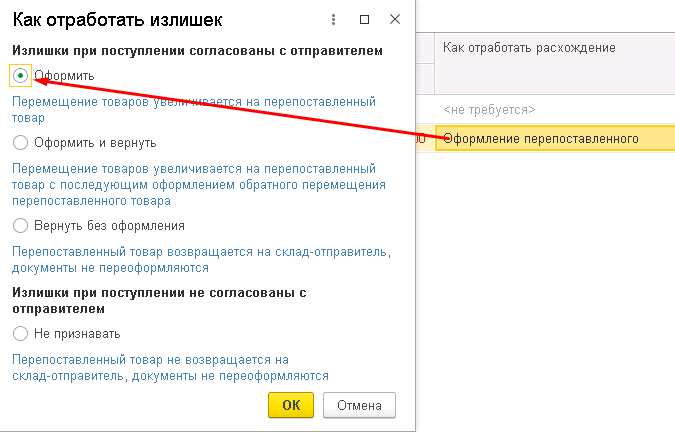 Как отработать излишек
Излишки при поступлении согласованы с отправителем
Оформить
Перемещение товаров увеличивается на перепоставленный
товар
Оформить и вернуть
Перемещение товаров увеличивается на перепоставленный
товар с последующим оформлением обратного перемещения
перепоставленного товара
Вернуть без оформления
Перепоставленный товар возвращается на склад-отправитель,
документы не переоформляются
Излишки при поступлении не согласованы с
отправителем
Не признавать
Перепоставленный товар не возвращается на
склад-отправитель, документы не переоформляются
ОК
Отмена
Как отработать расхождение
<не требуется>
Оформление перепоставленного